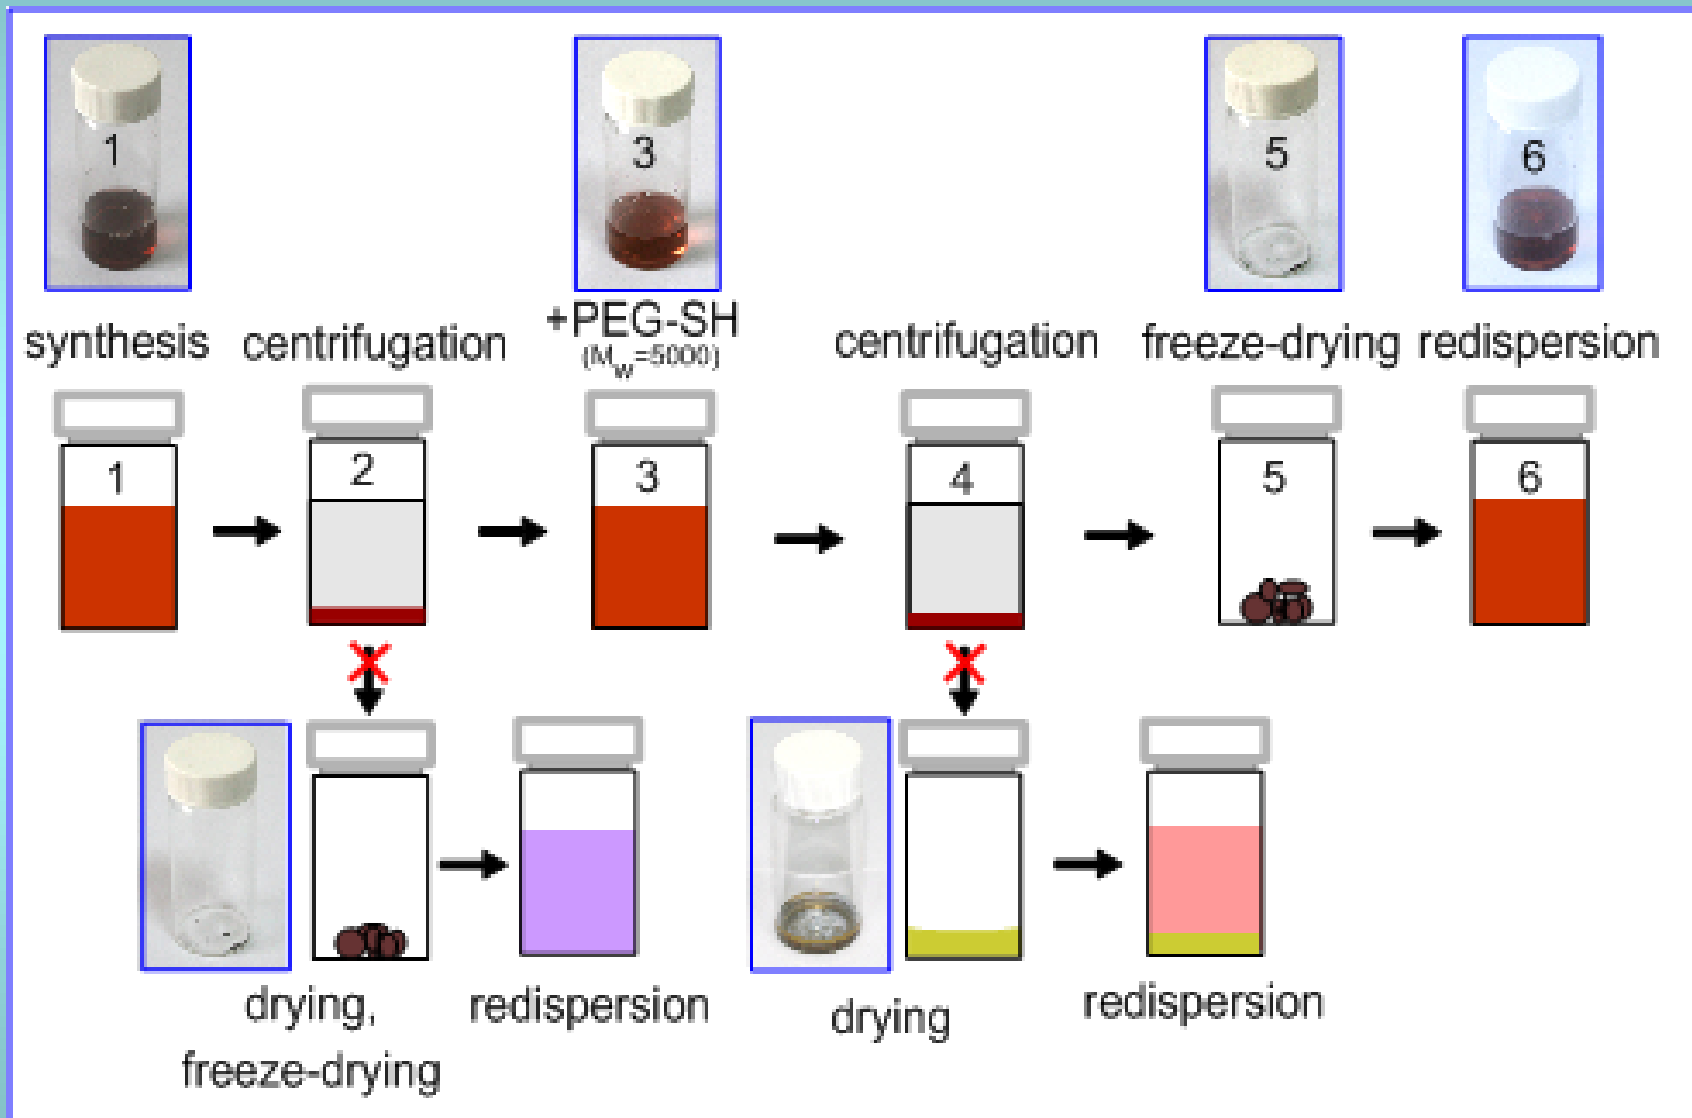 1
3
5
6
synthesis
centrifugation
+PEG-SH
(Mw=5000)
centrifugation
freeze-drying
redispersion
1
2
3
4
5
6
drying,
freeze-drying
redispersion
drying
redispersion